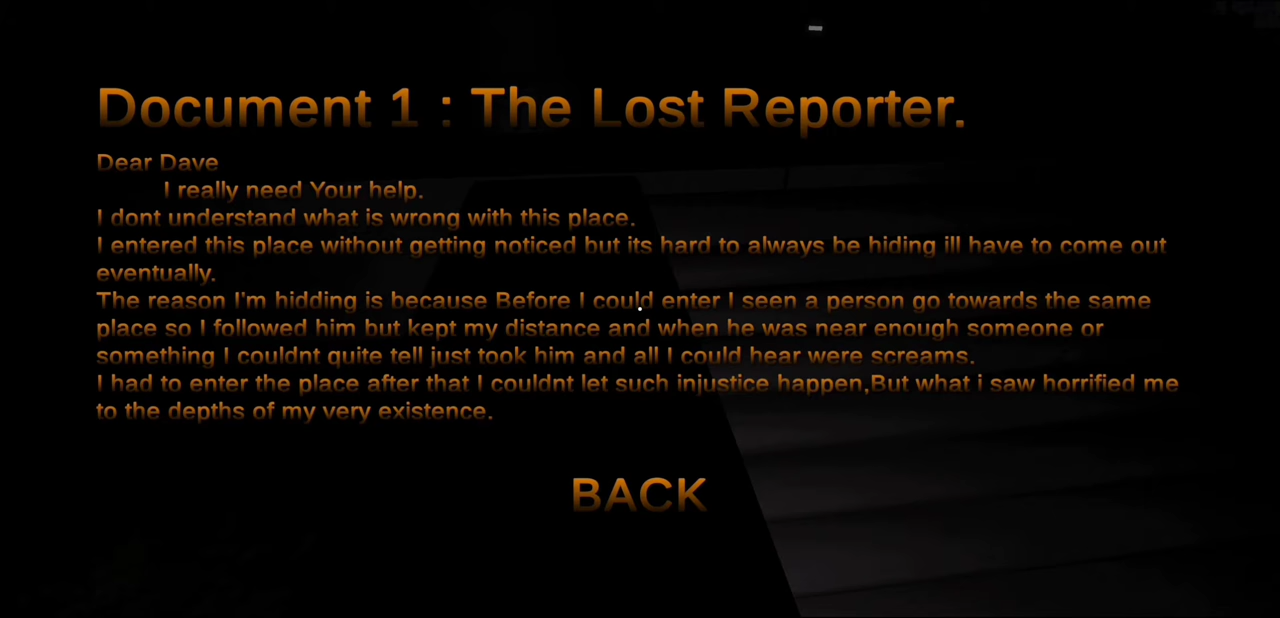 Document 1 : The Lost Reporter.
Dear Dave
I really need Your help.
I dont understand what is wrong with this place.
I entered this place without getting noticed but its hard to always be hiding ill have to come out
eventually.
The reason I'm hidding is because Before I could enter I seen a person go towards the same
place so I followed him but kept my distance and when he was near enough someone or
something I couldnt quite tell just took him and all I could hear were screams.
I had to enter the place after that I couldnt let such injustice happen,But what i saw horrified me
to the depths of my very existence.
BACK